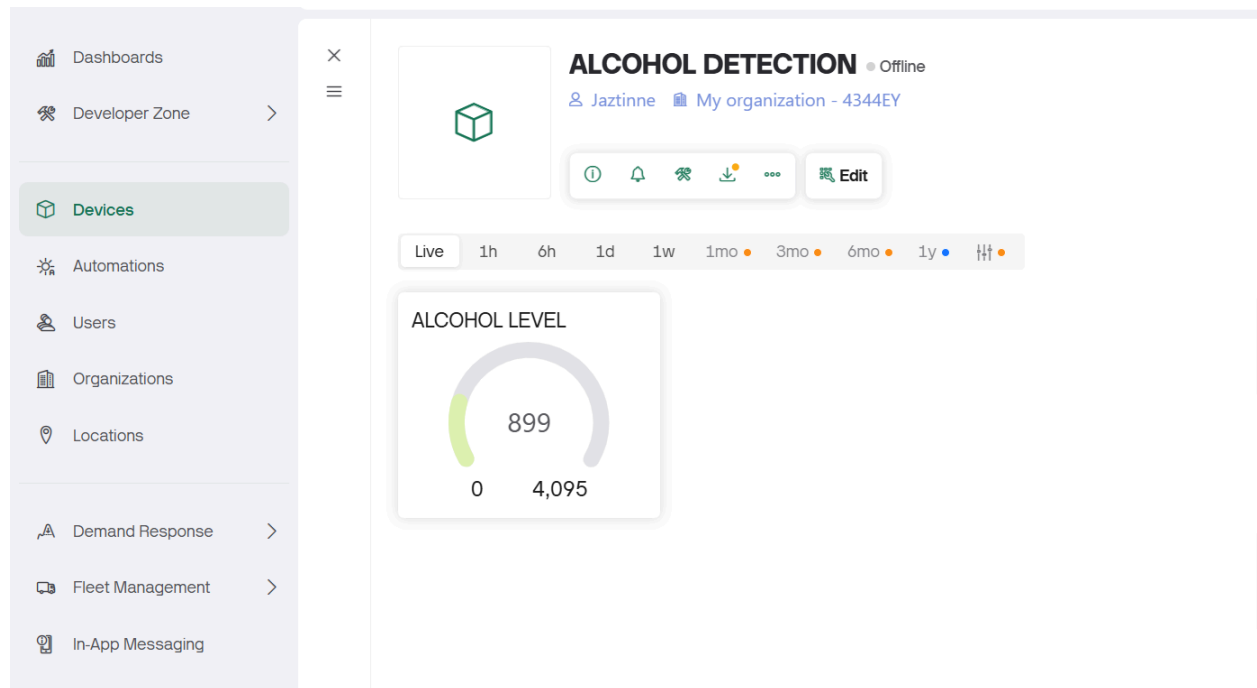 Dashboards
Developer Zone
Devices
Automations
Users
Organizations
Locations
Demand Response
Fleet Management
In-App Messaging
ALCOHOL DETECTION Offline
Jaztinne My organization - 4344EY
Edit
Live 1h 6h 1d 1w 1mo 3mo 6mo 1y
ALCOHOL LEVEL
899
0 4,095